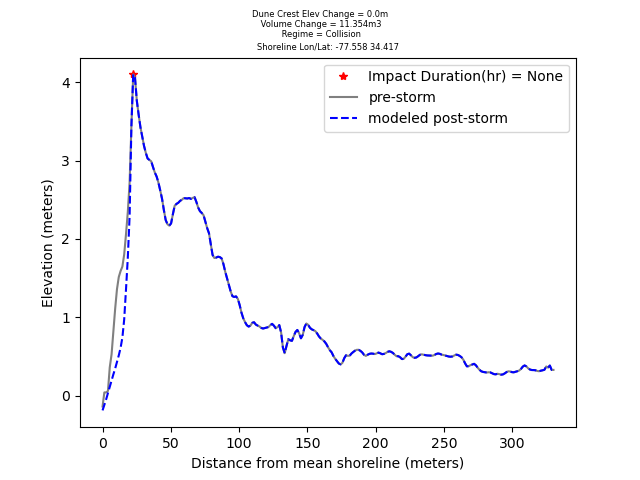 Dune Crest Elev Change = 0.0m
Volume Change = 11.354m3
Regime = Collision
Shoreline Lon/Lat: -77.558 34.417
Impact Duration(hr) = None
pre-storm
modeled post-storm
4
3
2
1
0
Elevation (meters)
0 50 100 150 200 250 300
Distance from mean shoreline (meters)